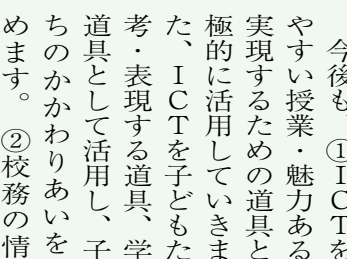 今後も、①ＩＣＴを
やすい授業・魅力ある
実現するための道具と
極的に活用していきま
た、ＩＣＴを子どもた
考・表現する道具、学
道具として活用し、子
ちのかかわりあいを
めます。②校務の情